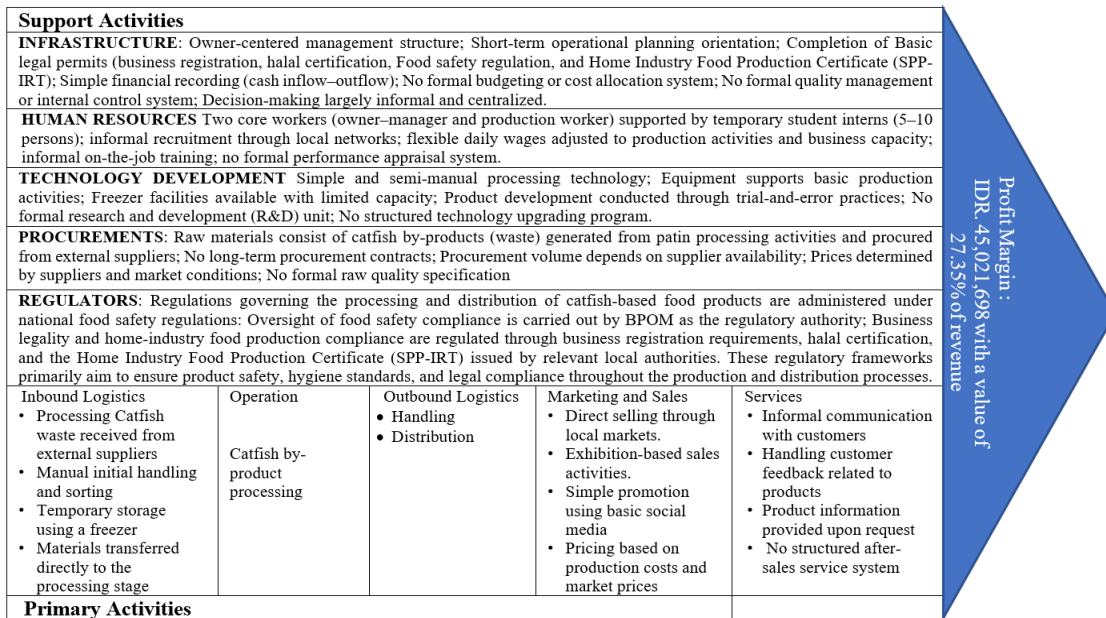 Support Activities
INFRASTRUCTURE: Owner-centered management structure; Short-term operational planning orientation; Completion of Basic
legal permits (business registration, halal certification, Food safety regulation, and Home Industry Food Production Certificate (SPP-
IRT); Simple financial recording (cash inflow–outflow); No formal budgeting or cost allocation system; No formal quality management
or internal control system; Decision-making largely informal and centralized.
HUMAN RESOURCES Two core workers (owner–manager and production worker) supported by temporary student interns (5–10
persons); informal recruitment through local networks; flexible daily wages adjusted to production activities and business capacity;
informal on-the-job training; no formal performance appraisal system.
TECHNOLOGY DEVELOPMENT Simple and semi-manual processing technology; Equipment supports basic production
activities; Freezer facilities available with limited capacity; Product development conducted through trial-and-error practices; No
formal research and development (R&D) unit; No structured technology upgrading program.
PROCUREMENTS: Raw materials consist of catfish by-products (waste) generated from patin processing activities and procured
from external suppliers; No long-term procurement contracts; Procurement volume depends on supplier availability; Prices determined
by suppliers and market conditions; No formal raw quality specification
REGULATORS: Regulations governing the processing and distribution of catfish-based food products are administered under
national food safety regulations: Oversight of food safety compliance is carried out by BPOM as the regulatory authority; Business
legality and home-industry food production compliance are regulated through business registration requirements, halal certification,
and the Home Industry Food Production Certificate (SPP-IRT) issued by relevant local authorities. These regulatory frameworks
primarily aim to ensure product safety, hygiene standards, and legal compliance throughout the production and distribution processes.
Inbound Logistics
• Processing Catfish
waste received from
external suppliers
• Manual initial handling
and sorting
• Temporary storage
using a freezer
• Materials transferred
directly to the
processing stage
Operation
Catfish by-
product
processing
Outbound Logistics
• Handling
• Distribution
Marketing and Sales
• Direct selling through
local markets.
• Exhibition-based sales
activities.
• Simple promotion
using basic social
media
• Pricing based on
production costs and
market prices
Services
• Informal communication
with customers
• Handling customer
feedback related to
products
• Product information
provided upon request
• No structured after-
sales service system
Primary Activities
Profit Margin :
IDR. 45,021,698 with a value of
27.35% of revenue